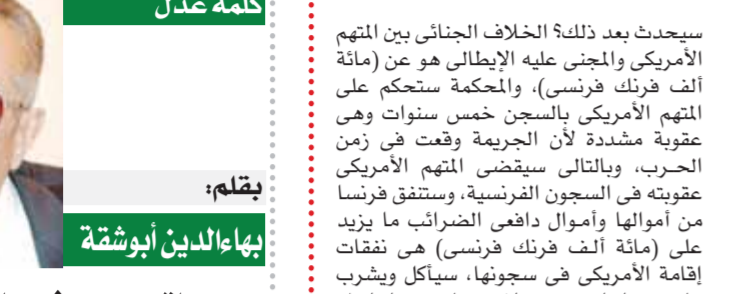 كلمة عدل
بقلم:
بهاءالدين أبوشقة
سيحدث بعد ذلك؟ الخلاف الجنائى بين المتهم
الأمريكى والمجنى عليه الإيطالى هو عن (مائة
ألف فرنك فرنسى)، والمحكمة ستحكم على
المتهم الأمريكى بالسجن خمس سنوات وهى
عقوبة مشددة لأن الجريمة وقعت فى زمن
الحرب، وبالتالى سيقضى المتهم الأمريكى
عقوبته فى السجون الفرنسية، وستنفق فرنسا
من أموالها وأموال دافعى الضرائب ما يزيد
على (مائة ألف فرنك فرنسى) هى نفقات
إقامة الأمريكى فى سجونها، سيأكل ويشرب